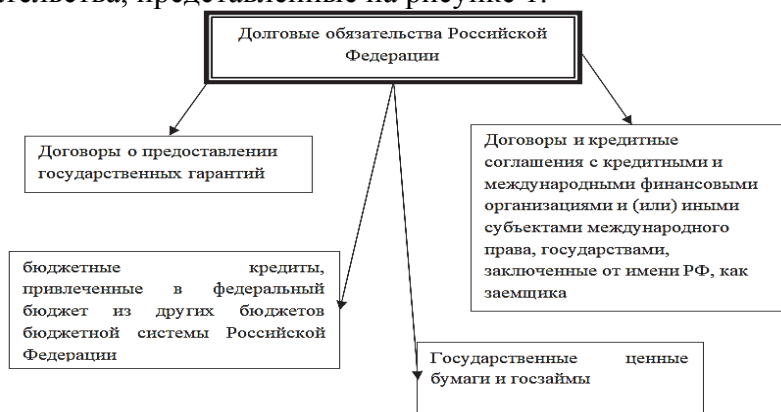 тельства, представленные на рисунке 1.
Долговые обязательства Российской
Федерации
Договоры о предоставлении
государственных гарантий
Договоры и кредитные
соглашения с кредитными и
международными финансовыми
организациями и (или) иными
субъектами международного
права, государствами,
заключенные от имени РФ, как
заемщика
бюджетные кредиты,
привлеченные в федеральный
бюджет из других бюджетов
бюджетной системы Российской
Федерации
Государственные ценные
бумаги и госзаймы